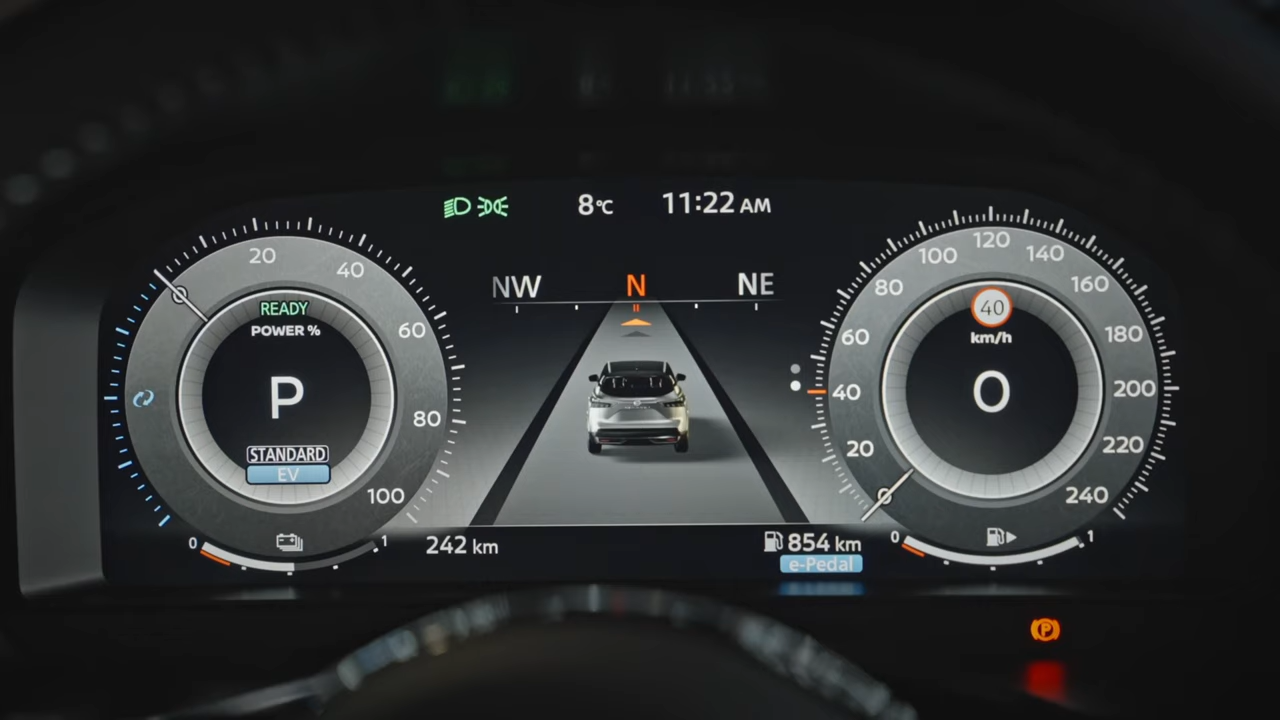 8°C 11:22 AM
NW N NE
0 20 40 60 80 100
READY
POWER %
P
STANDARD
EV
0 1
0 20 40 60 80 100 120 140 160 180 200 220 240
40
km/h
0
0 1
242 km
854 km
e-Pedal
P